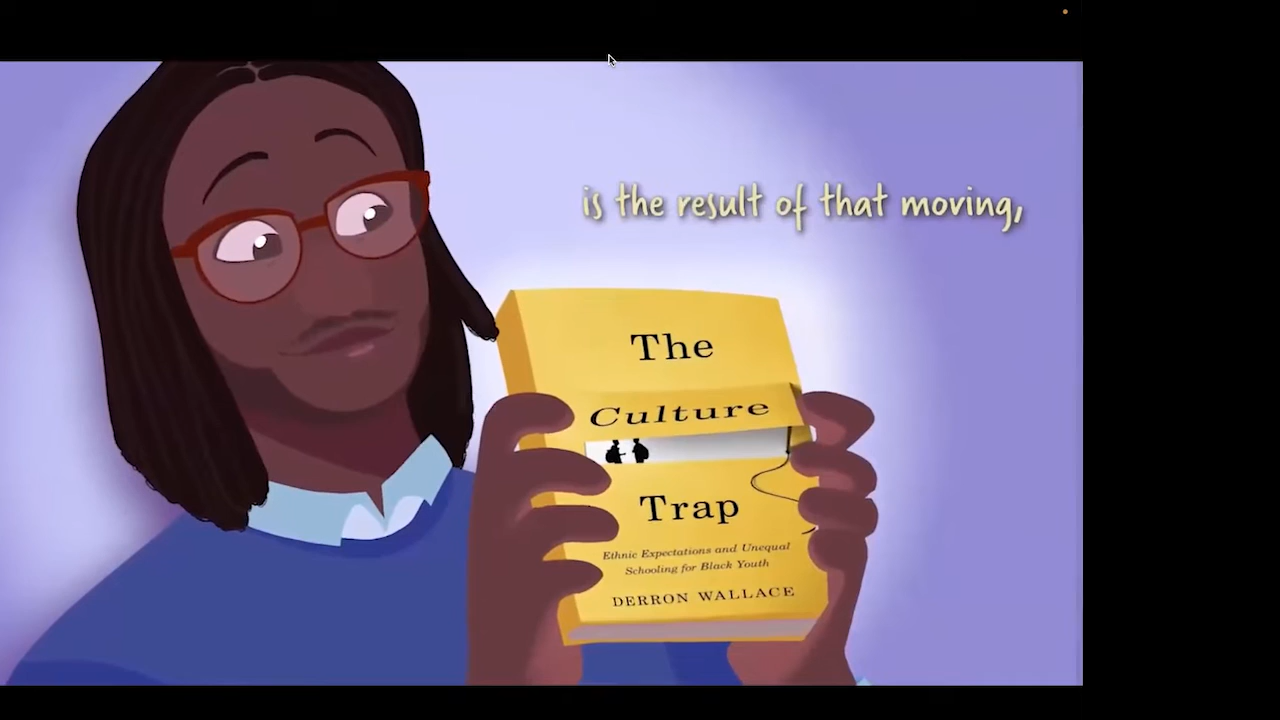 is the result of that moving,
The
Culture
Trap
Ethnic Expectations and Unequal
Schooling for Black Youth
DERRON WALLACE